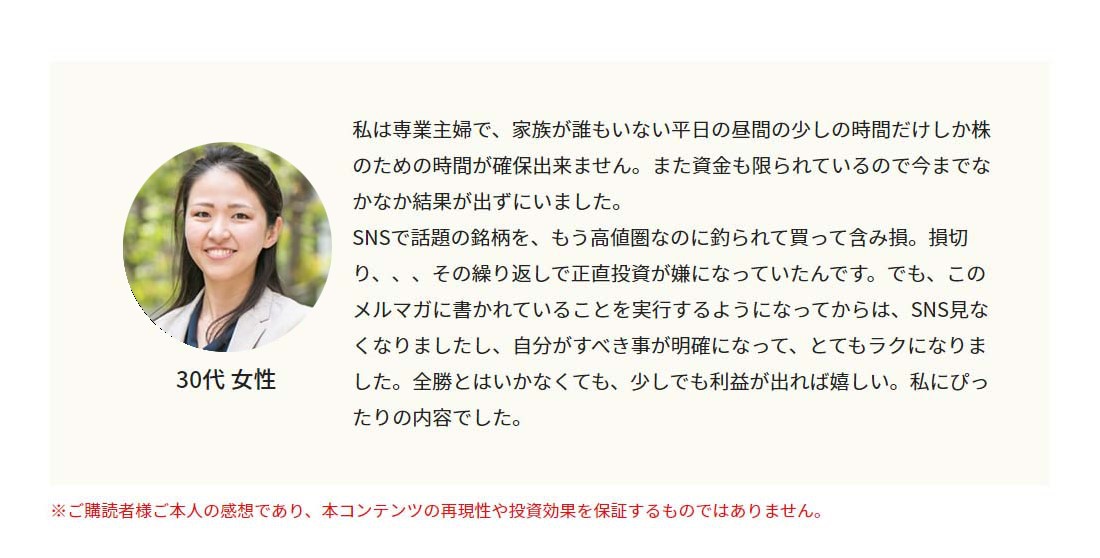 私は専業主婦で、家族が誰もいない平日の昼間の少しの時間だけしか株
のための時間が確保出来ません。また資金も限られているので今までな
かなか結果が出ずにいました。
SNSで話題の銘柄を、もう高値圏なのに釣られて買って含み損。損切
り、、、その繰り返しで正直投資が嫌になっていたんです。でも、この
メルマガに書かれていることを実行するようになってからは、SNS見な
くなりましたし、自分がすべき事が明確になって、とてもラクになりま
した。全勝とはいかなくても、少しでも利益が出れば嬉しい。私にぴっ
たりの内容でした。
30代 女性
※ご購読者様ご本人の感想であり、本コンテンツの再現性や投資効果を保証するものではありません。